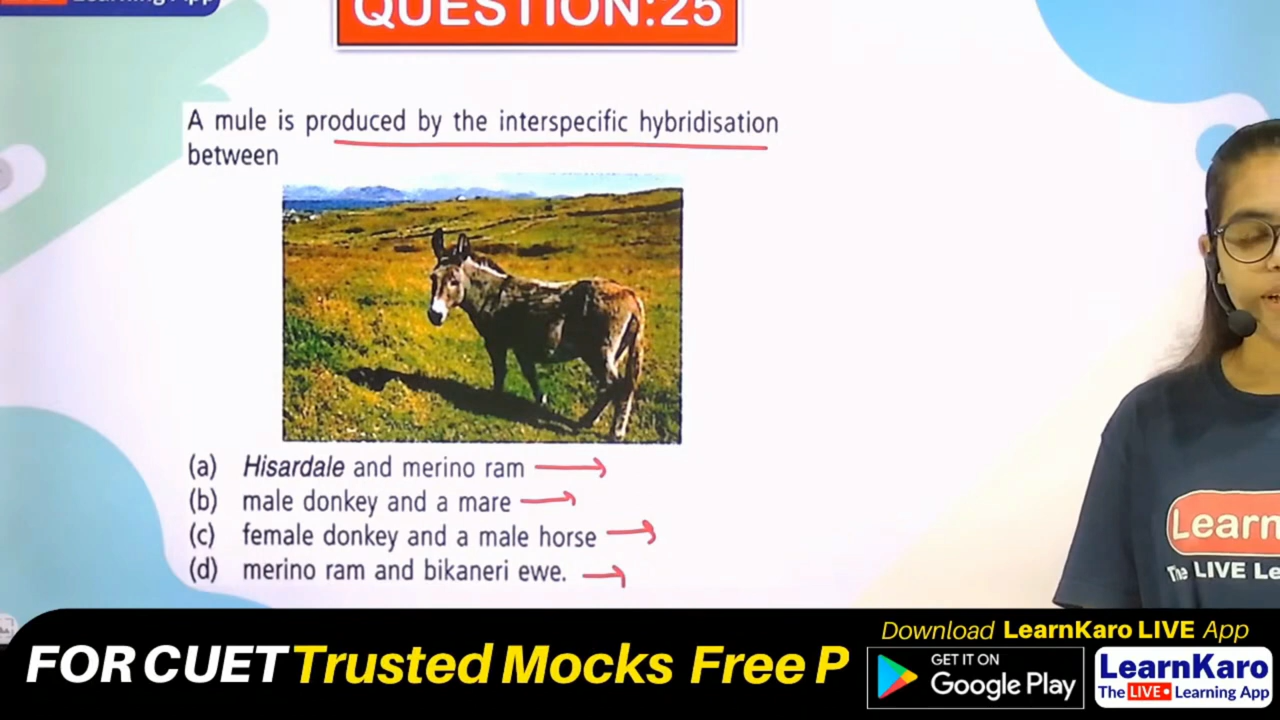 Learning App
QUESTION:25
A mule is produced by the interspecific hybridisation
between
(a) Hisardale and merino ram
(b) male donkey and a mare
(c) female donkey and a male horse
(d) merino ram and bikaneri ewe.
Learn
The LIVE Le
FOR CUET Trusted Mocks Free P
Download LearnKaro LIVE App
GET IT ON
Google Play
LearnKaro
The LIVE Learning App